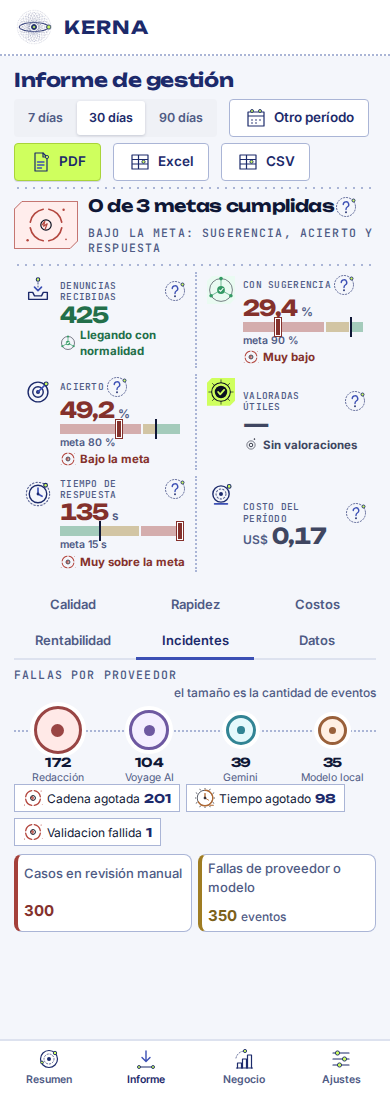 KERNA
Informe de gestión
7 días
30 días
90 días
Otro período
PDF
Excel
CSV
0 de 3 metas cumplidas ?
BAJO LA META: SUGERENCIA, ACIERTO Y
RESPUESTA
DENUNCIAS
RECIBIDAS
?
425
Llegando con
normalidad
CON SUGERENCIA ?
29,4 %
meta 90 %
Muy bajo
ACIERTO ?
49,2 %
meta 80 %
Bajo la meta
VALORADAS
ÚTILES
?
—
Sin valoraciones
TIEMPO DE
RESPUESTA
?
135 s
meta 15 s
Muy sobre la meta
COSTO DEL
PERÍODO
?
US$ 0,17
Calidad
Rapidez
Costos
Rentabilidad
Incidentes
Datos
FALLAS POR PROVEEDOR
el tamaño es la cantidad de eventos
172
Redacción
104
Voyage AI
39
Gemini
35
Modelo local
Cadena agotada 201
Tiempo agotado 98
Validacion fallida 1
Casos en revisión manual
300
Fallas de proveedor o
modelo
350 eventos
Resumen
Informe
Negocio
Ajustes